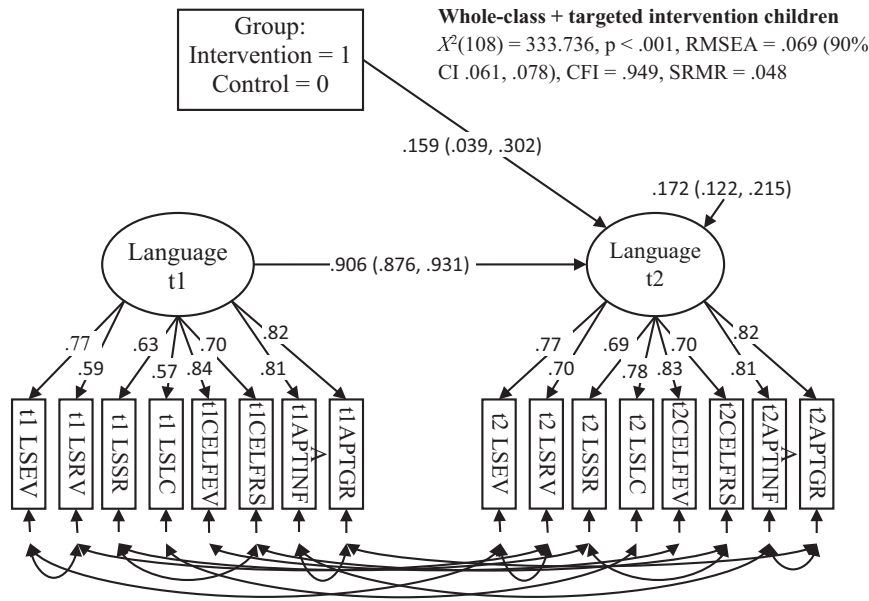 Group:
Intervention = 1
Control = 0
Whole-class + targeted intervention children
X²(108) = 333.736, p < .001, RMSEA = .069 (90%
CI .061, .078), CFI = .949, SRMR = .048
.159 (.039, .302)
.172 (.122, .215)
Language
t1
.906 (.876, .931)
Language
t2
.77
.59
.63
.57
.84
.70
.81
.82
.77
.70
.69
.78
.83
.70
.81
.82
t1 LSEV
t1 LSRV
t1 LSSR
t1 LSLC
t1CELFEV
t1CELFRS
t1APTINF
t1APTGR
A
t2 LSEV
t2 LSRV
t2 LSSR
t2 LSLC
t2CELFEV
t2CELFRS
t2APTINF
t2APTGR
A